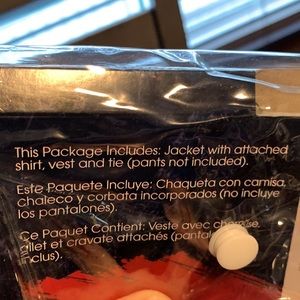 This Package Includes: Jacket with attached
shirt, vest and tie (pants not included).
Este Paquete Incluye: Chaqueta con camisa,
chaleco y corbata incorporados (no incluye
los pantalones).
Ce Paquet Contient: Veste avec chemise,
gilet et cravate attachés
inclus).